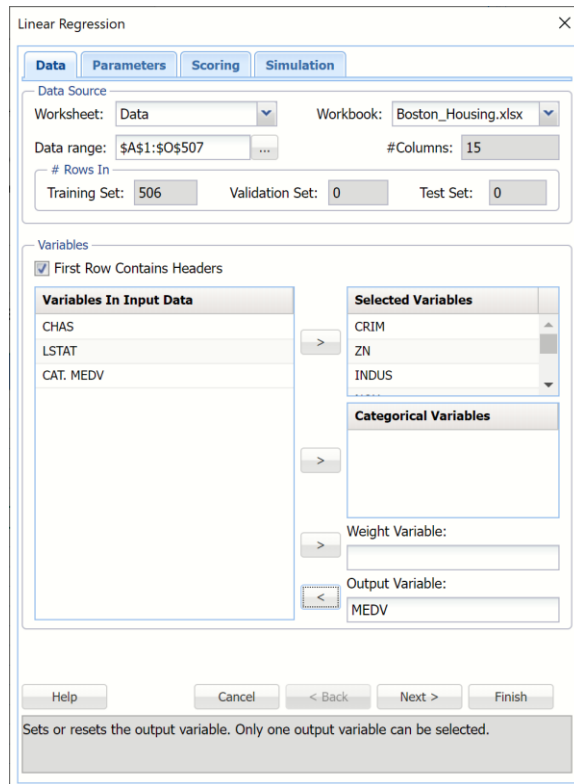 Linear Regression
Data Parameters Scoring Simulation
Data Source
Worksheet: Data Workbook: Boston_Housing.xlsx
Data range: $A$1:$O$507 ... #Columns: 15
# Rows In
Training Set: 506 Validation Set: 0 Test Set: 0
Variables
First Row Contains Headers
Variables In Input Data
CHAS
LSTAT
CAT. MEDV
>
Selected Variables
CRIM
ZN
INDUS
>
Categorical Variables
>
Weight Variable:
<
Output Variable:
MEDV
Help Cancel < Back Next > Finish
Sets or resets the output variable. Only one output variable can be selected.